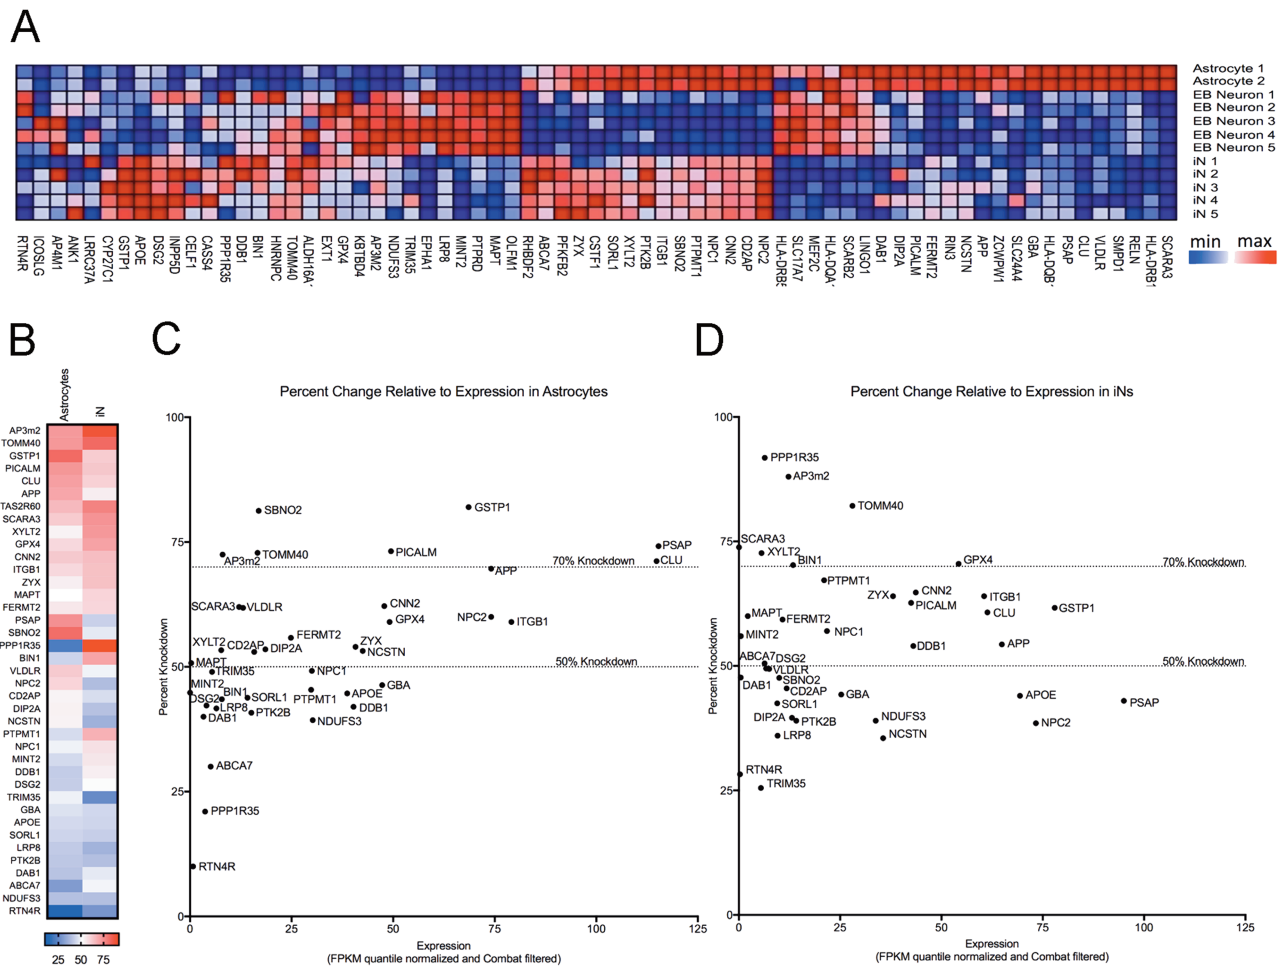 A
Astrocyte 1
Astrocyte 2
EB Neuron 1
EB Neuron 2
EB Neuron 3
EB Neuron 4
EB Neuron 5
iN 1
iN 2
iN 3
iN 4
iN 5
RTN4R
ICOSLG
AP4M1
ANK1
LRRC37A
CYP27C1
GSTP1
APOE
DSG2
INPP5D
CELF1
CASS4
PPP1R35
DDB1
BIN1
HNRNPC
TOMM40
ALDH16A
EXT1
GPX4
KBTBD4
AP3M2
NDUFS3
TRIM35
EPHA1
LRP8
MINT2
PTPRD
MAPT
OLFM1
RHBDF2
ABCA7
PFKFB2
ZYX
CSTF1
SORL1
XYLT2
PTK2B
ITGB1
SBNO2
PTPMT1
NPC1
CNN2
CD2AP
NPC2
HLA-DRB5
SLC17A7
MEF2C
HLA-DQA
SCARB2
LINGO1
DAB1
DIP2A
PICALM
FERMT2
RIN3
NCSTN
APP
ZCWPW1
SLC24A4
GBA
HLA-DQB
PSAP
CLU
VLDLR
SMPD1
RELN
HLA-DRB1
SCARA3
min max
B
Astrocytes
iN
AP3m2
TOMM40
GSTP1
PICALM
CLU
APP
TAS2R60
SCARA3
XYLT2
GPX4
CNN2
ITGB1
ZYX
MAPT
FERMT2
PSAP
SBNO2
PPP1R35
BIN1
VLDLR
NPC2
CD2AP
DIP2A
NCSTN
PTPMT1
NPC1
MINT2
DDB1
DSG2
TRIM35
GBA
APOE
SORL1
LRP8
PTK2B
DAB1
ABCA7
NDUFS3
RTN4R
25 50 75
C
Percent Change Relative to Expression in Astrocytes
Percent Knockdown
100
75
50
25
0
SBNO2
GSTP1
AP3m2
TOMM40
PICALM
PSAP
CLU
APP
70% Knockdown
SCARA3
VLDLR
CNN2
GPX4
NPC2
ITGB1
FERMT2
XYLT2
CD2AP
DIP2A
ZYX
NCSTN
50% Knockdown
MAPT
TRIM35
NPC1
MINT2
DSG2
BIN1
LRP8
SORL1
PTPMT1
APOE
GBA
DAB1
PTK2B
NDUFS3
DDB1
ABCA7
PPP1R35
RTN4R
0 25 50 75 100 125
Expression
(FPKM quantile normalized and Combat filtered)
D
Percent Change Relative to Expression in iNs
Percent Knockdown
100
75
50
25
0
PPP1R35
AP3m2
TOMM40
SCARA3
XYLT2
BIN1
GPX4
70% Knockdown
PTPMT1
ZYX
CNN2
PICALM
ITGB1
CLU
GSTP1
MAPT
FERMT2
MINT2
NPC1
DDB1
APP
50% Knockdown
ABCA7
DSG2
VLDLR
DAB1
SBNO2
CD2AP
SORL1
GBA
APOE
PSAP
DIP2A
PTK2B
NDUFS3
NPC2
LRP8
NCSTN
RTN4R
TRIM35
0 25 50 75 100 125
Expression
(FPKM quantile normalized and Combat filtered)